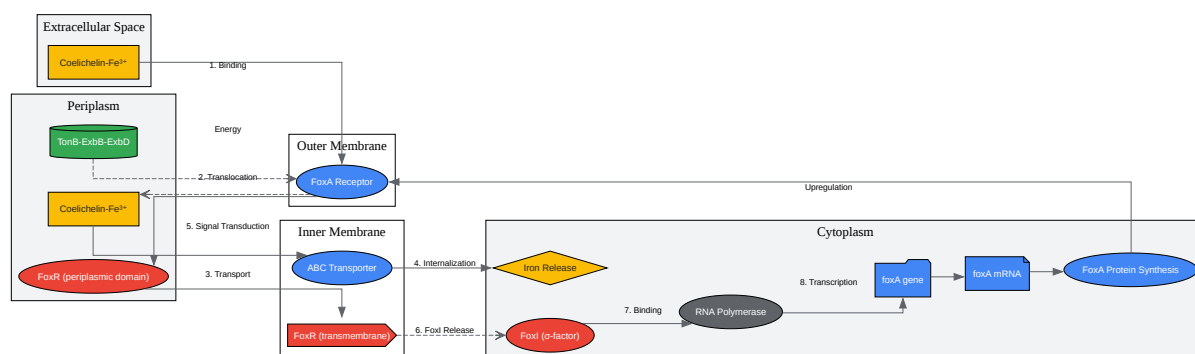 Extracellular Space
Coelichelin-Fe³⁺
1. Binding
Periplasm
TonB-ExbB-ExbD
Energy
Outer Membrane
2. Translocation
FoxA Receptor
Upregulation
Coelichelin-Fe³⁺
5. Signal Transduction
Inner Membrane
Cytoplasm
FoxR (periplasmic domain)
3. Transport
ABC Transporter
4. Internalization
Iron Release
8. Transcription
foxA gene
foxA mRNA
FoxA Protein Synthesis
FoxR (transmembrane)
6. FoxI Release
FoxI (σ-factor)
7. Binding
RNA Polymerase